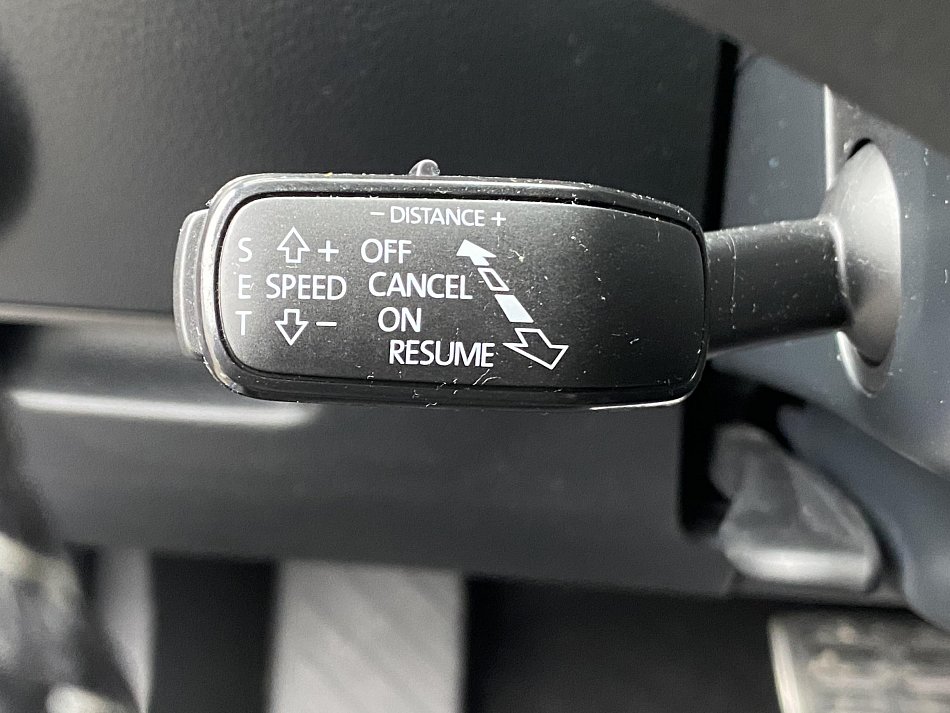 − DISTANCE +
S + OFF
E SPEED CANCEL
T − ON
RESUME